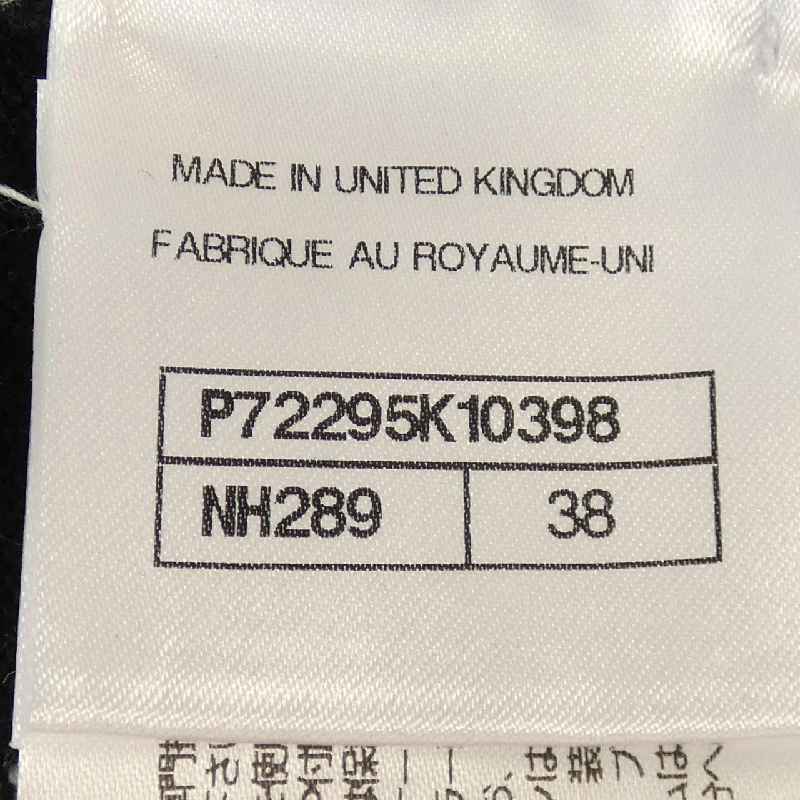 MADE IN UNITED KINGDOM
FABRIQUE AU ROYAUME-UNI
P72295K10398
NH289 38